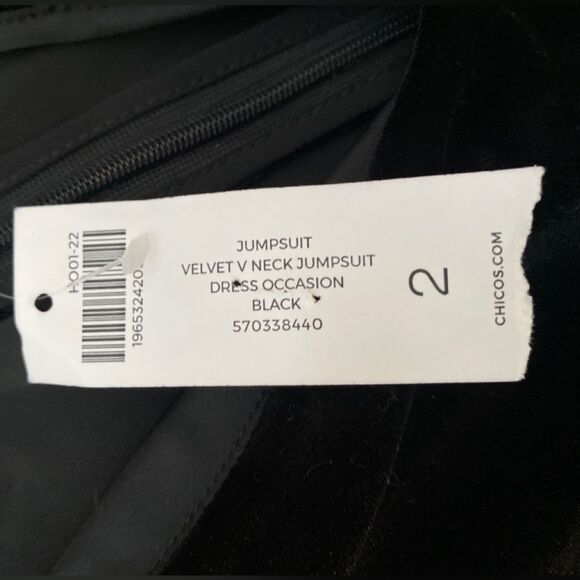 HO01-22
196532420
JUMPSUIT
VELVET V NECK JUMPSUIT
DRESS OCCASION
BLACK
570338440
2
CHICOS.COM